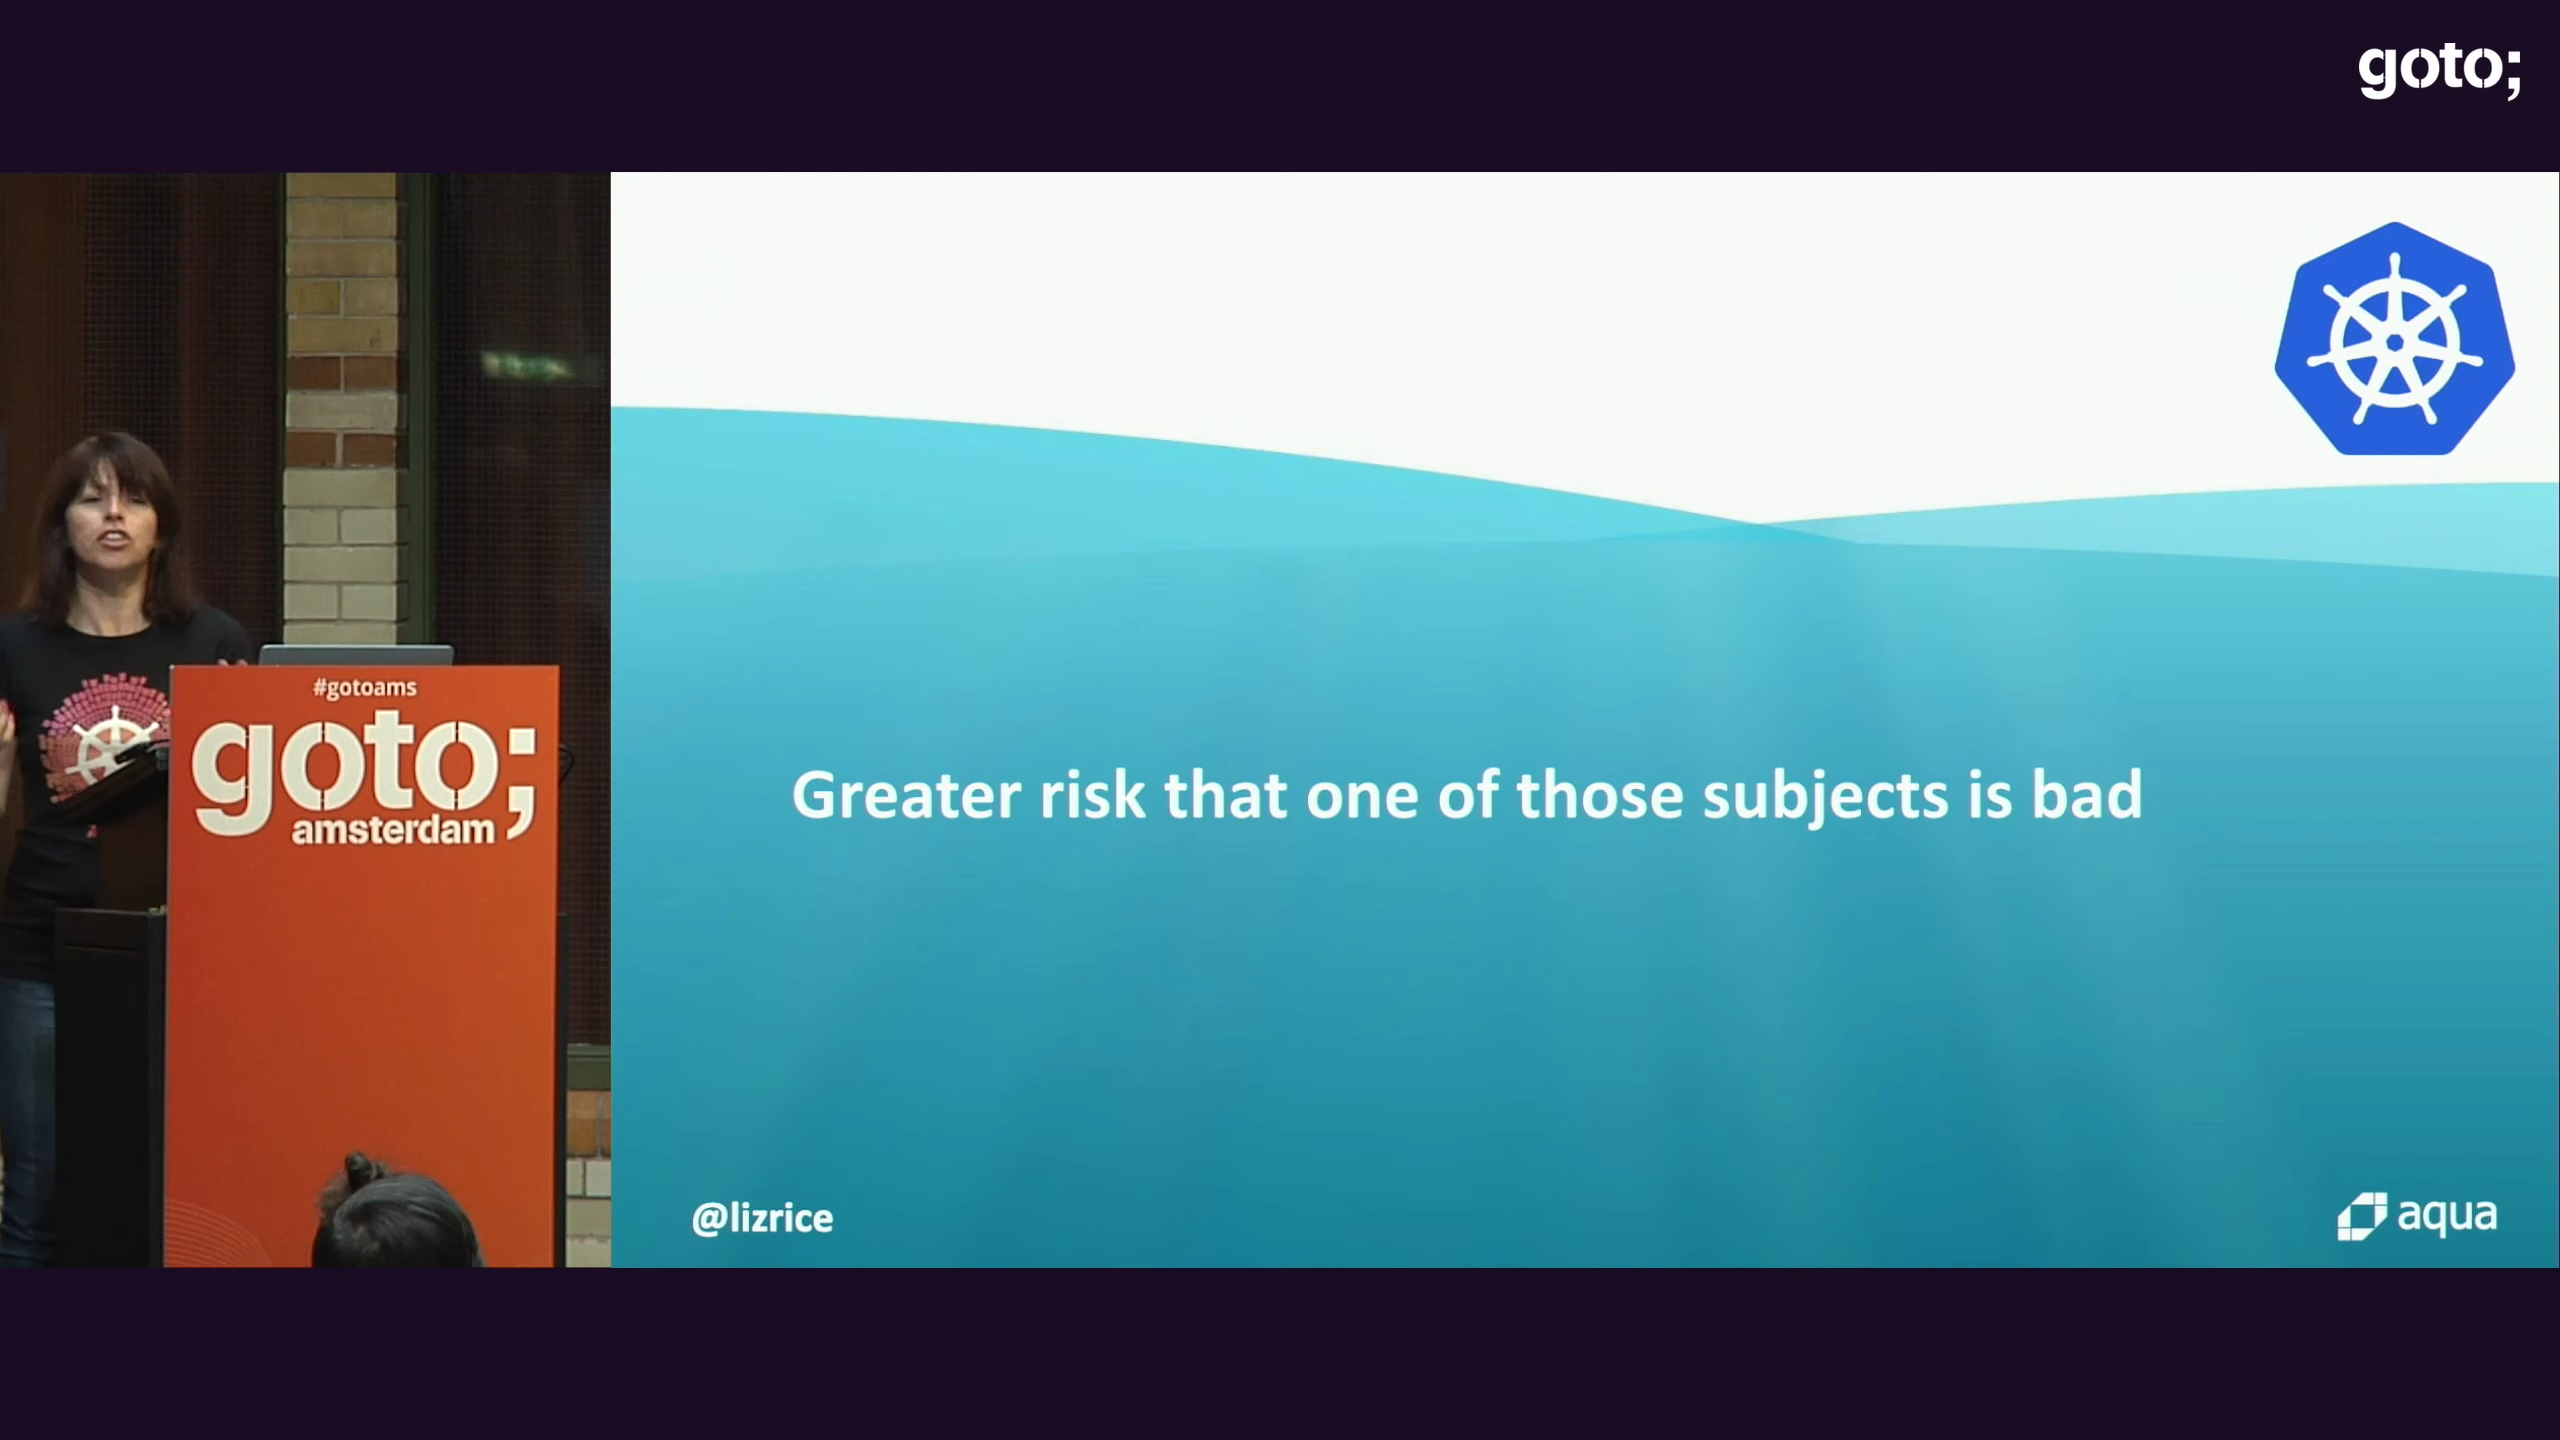 goto;
#gotoams
goto;
amsterdam
Greater risk that one of those subjects is bad
@lizrice
aqua